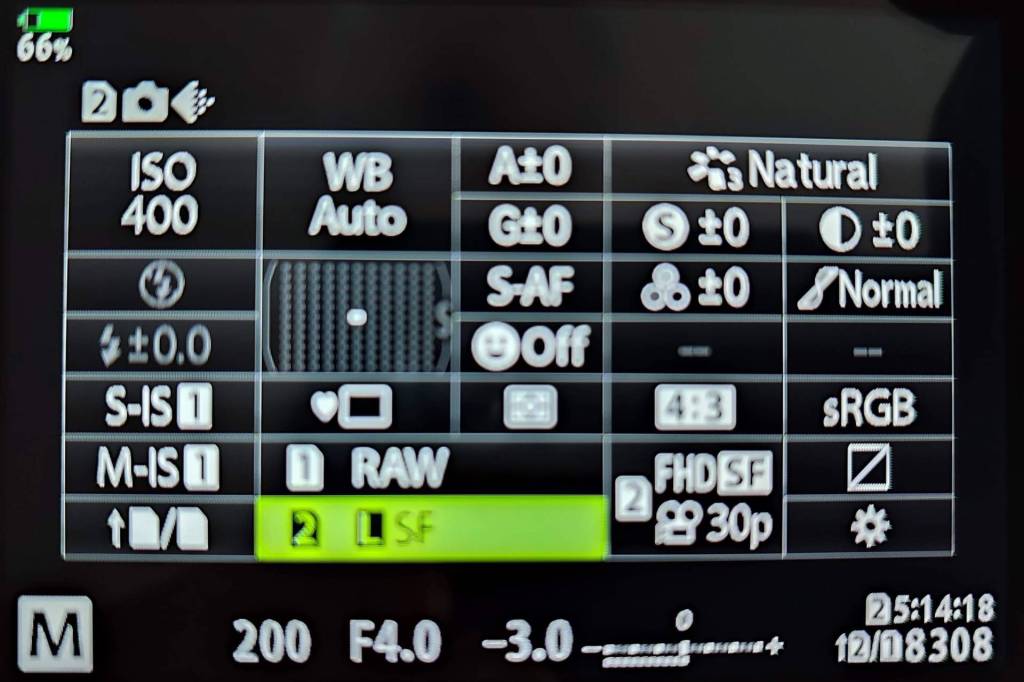 66%
2
ISO 400
WB Auto
A±0
3 Natural
G±0
S ±0
±0
S-AF
±0
Normal
±0.0
Off
--
--
S-IS 1
4:3
sRGB
M-IS 1
1 RAW
2 FHD SF 30p
2 L SF
M
200 F4.0 -3.0
0
- +
2 5:14:18
2/1 8308